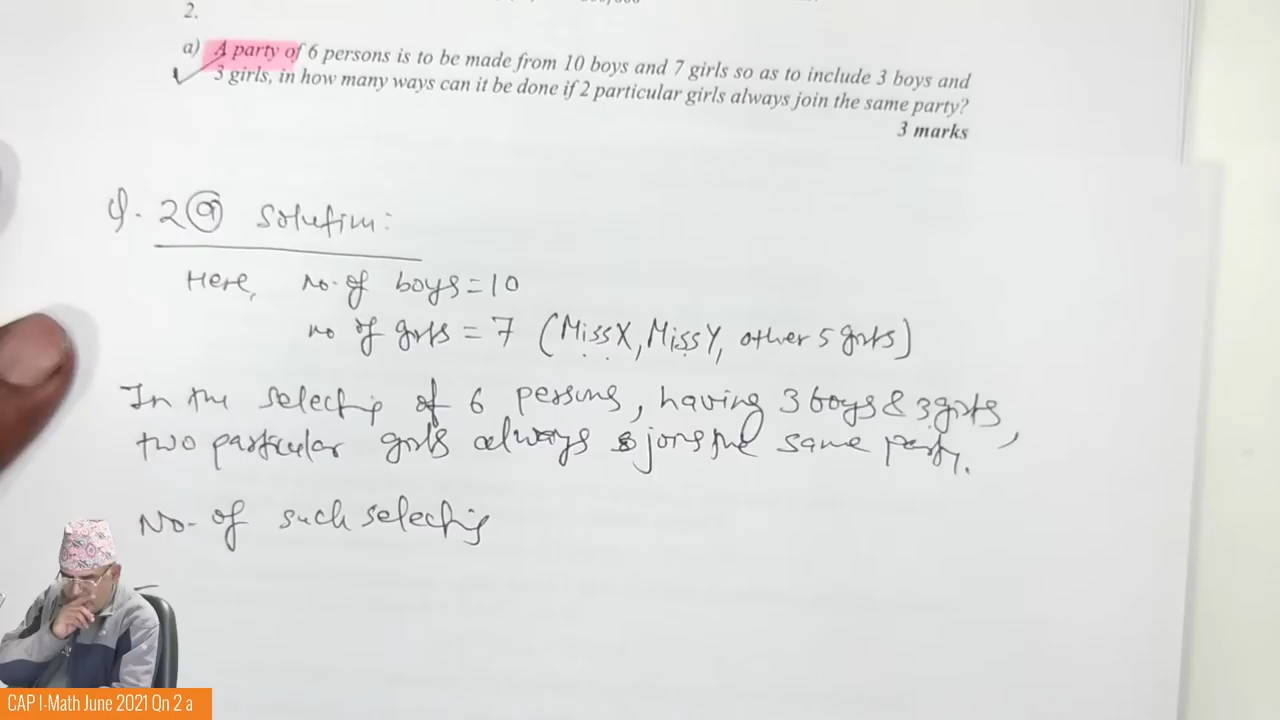 2.
a) A party of 6 persons is to be made from 10 boys and 7 girls so as to include 3 boys and
3 girls, in how many ways can it be done if 2 particular girls always join the same party?
3 marks
Q. 2 (a) Solution:
Here, no. of boys = 10
no of girls = 7 (Miss X, Miss Y, other 5 girls)
In the selection of 6 persons, having 3 boys & 3 girls,
two particular girls always joins the same party.
No. of such selection
CAP I-Math June 2021 Qn 2 a